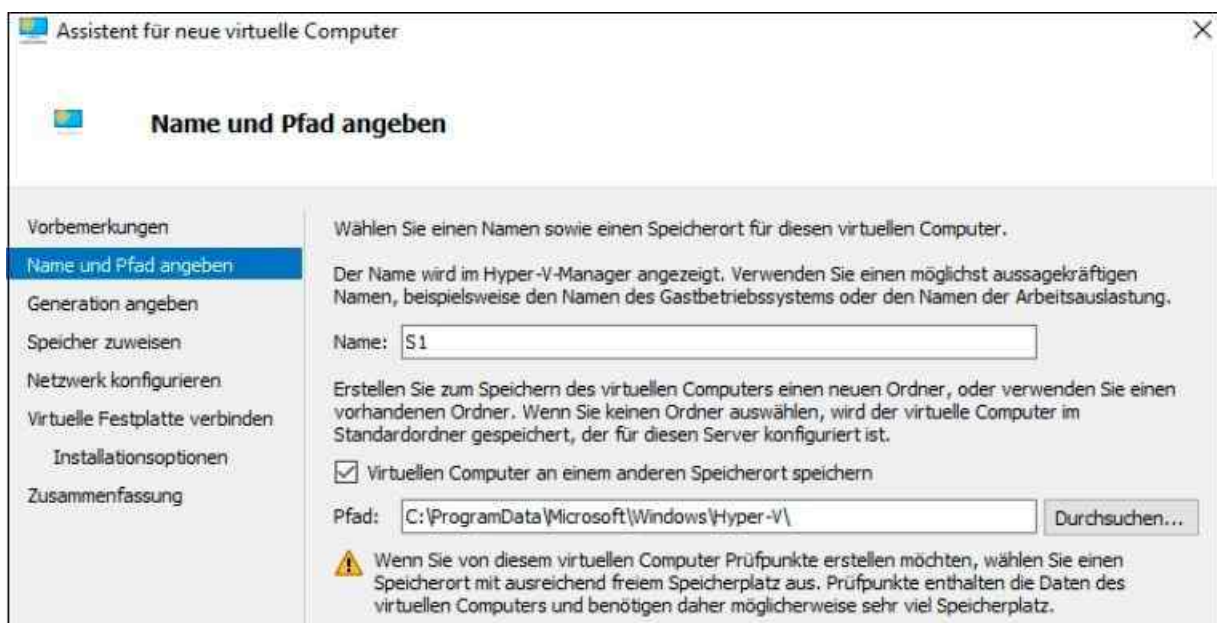 Assistent für neue virtuelle Computer
Name und Pfad angeben
Vorbemerkungen
Name und Pfad angeben
Generation angeben
Speicher zuweisen
Netzwerk konfigurieren
Virtuelle Festplatte verbinden
Installationsoptionen
Zusammenfassung
Wählen Sie einen Namen sowie einen Speicherort für diesen virtuellen Computer.
Der Name wird im Hyper-V-Manager angezeigt. Verwenden Sie einen möglichst aussagekräftigen
Namen, beispielsweise den Namen des Gastbetriebssystems oder den Namen der Arbeitsauslastung.
Name: S1
Erstellen Sie zum Speichern des virtuellen Computers einen neuen Ordner, oder verwenden Sie einen
vorhandenen Ordner. Wenn Sie keinen Ordner auswählen, wird der virtuelle Computer im
Standardordner gespeichert, der für diesen Server konfiguriert ist.
Virtuellen Computer an einem anderen Speicherort speichern
Pfad: C:\ProgramData\Microsoft\Windows\Hyper-V\ Durchsuchen...
Wenn Sie von diesem virtuellen Computer Prüfpunkte erstellen möchten, wählen Sie einen
Speicherort mit ausreichend freiem Speicherplatz aus. Prüfpunkte enthalten die Daten des
virtuellen Computers und benötigen daher möglicherweise sehr viel Speicherplatz.